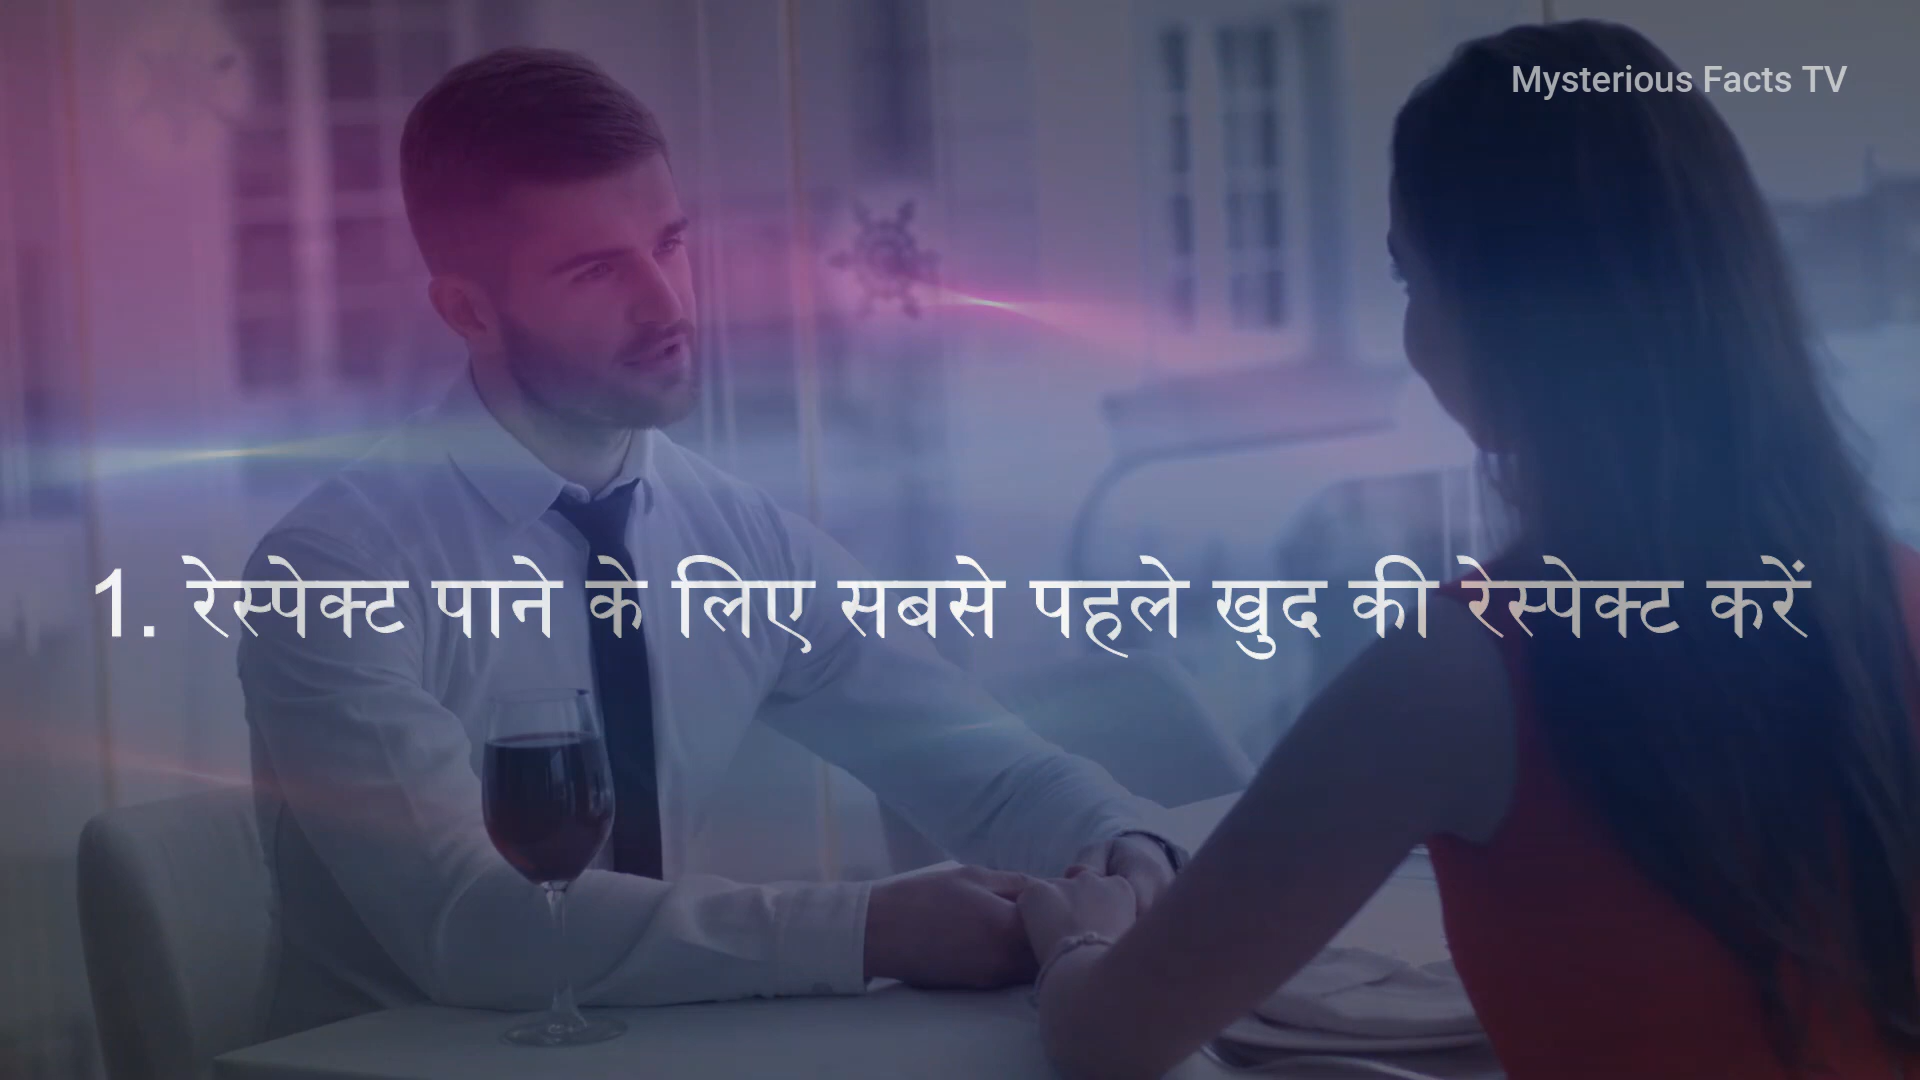 Mysterious Facts TV
1. रेस्पेक्ट पाने के लिए सबसे पहले खुद की रेस्पेक्ट करें